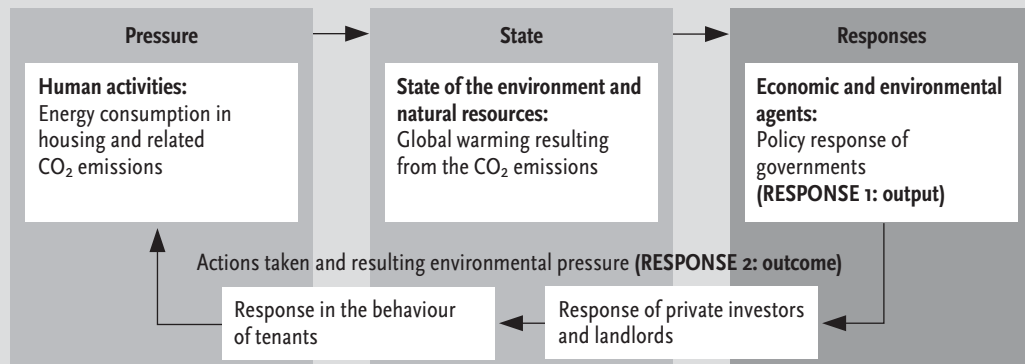 Pressure
State
Responses
Human activities:
Energy consumption in
housing and related
CO₂ emissions
State of the environment and
natural resources:
Global warming resulting
from the CO₂ emissions
Economic and environmental
agents:
Policy response of
governments
(RESPONSE 1: output)
Actions taken and resulting environmental pressure (RESPONSE 2: outcome)
Response in the behaviour
of tenants
Response of private investors
and landlords